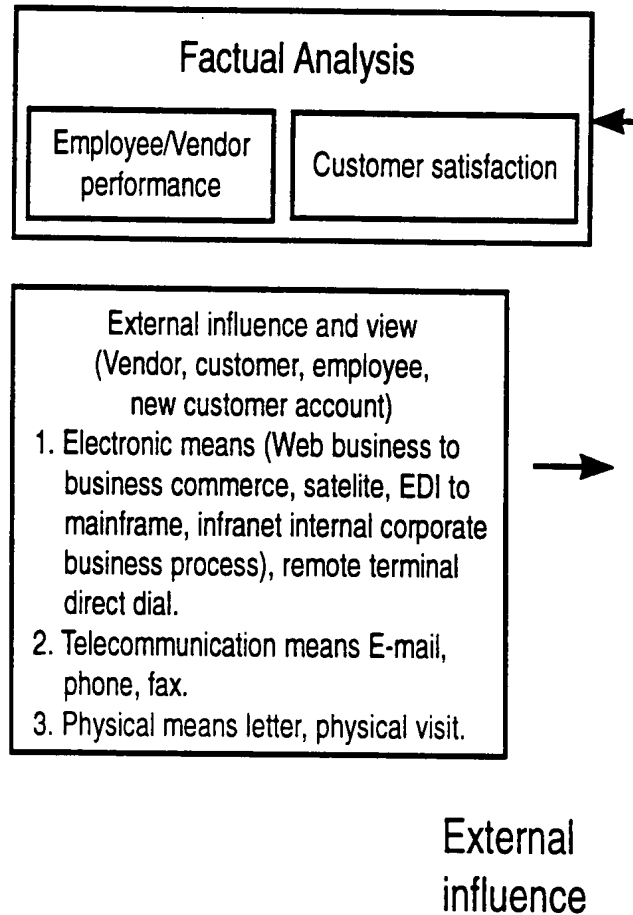 Factual Analysis
Employee/Vendor
performance
Customer satisfaction
External influence and view
(Vendor, customer, employee,
new customer account)
1. Electronic means (Web business to
business commerce, satelite, EDI to
mainframe, infranet internal corporate
business process), remote terminal
direct dial.
2. Telecommunication means E-mail,
phone, fax.
3. Physical means letter, physical visit.
External
influence